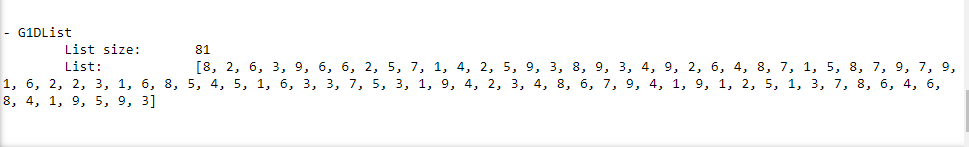 - G1DList
List size: 81
List: [8, 2, 6, 3, 9, 6, 6, 2, 5, 7, 1, 4, 2, 5, 9, 3, 8, 9, 3, 4, 9, 2, 6, 4, 8, 7, 1, 5, 8, 7, 9, 7, 9,
1, 6, 2, 2, 3, 1, 6, 8, 5, 4, 5, 1, 6, 3, 3, 7, 5, 3, 1, 9, 4, 2, 3, 4, 8, 6, 7, 9, 4, 1, 9, 1, 2, 5, 1, 3, 7, 8, 6, 4, 6,
8, 4, 1, 9, 5, 9, 3]